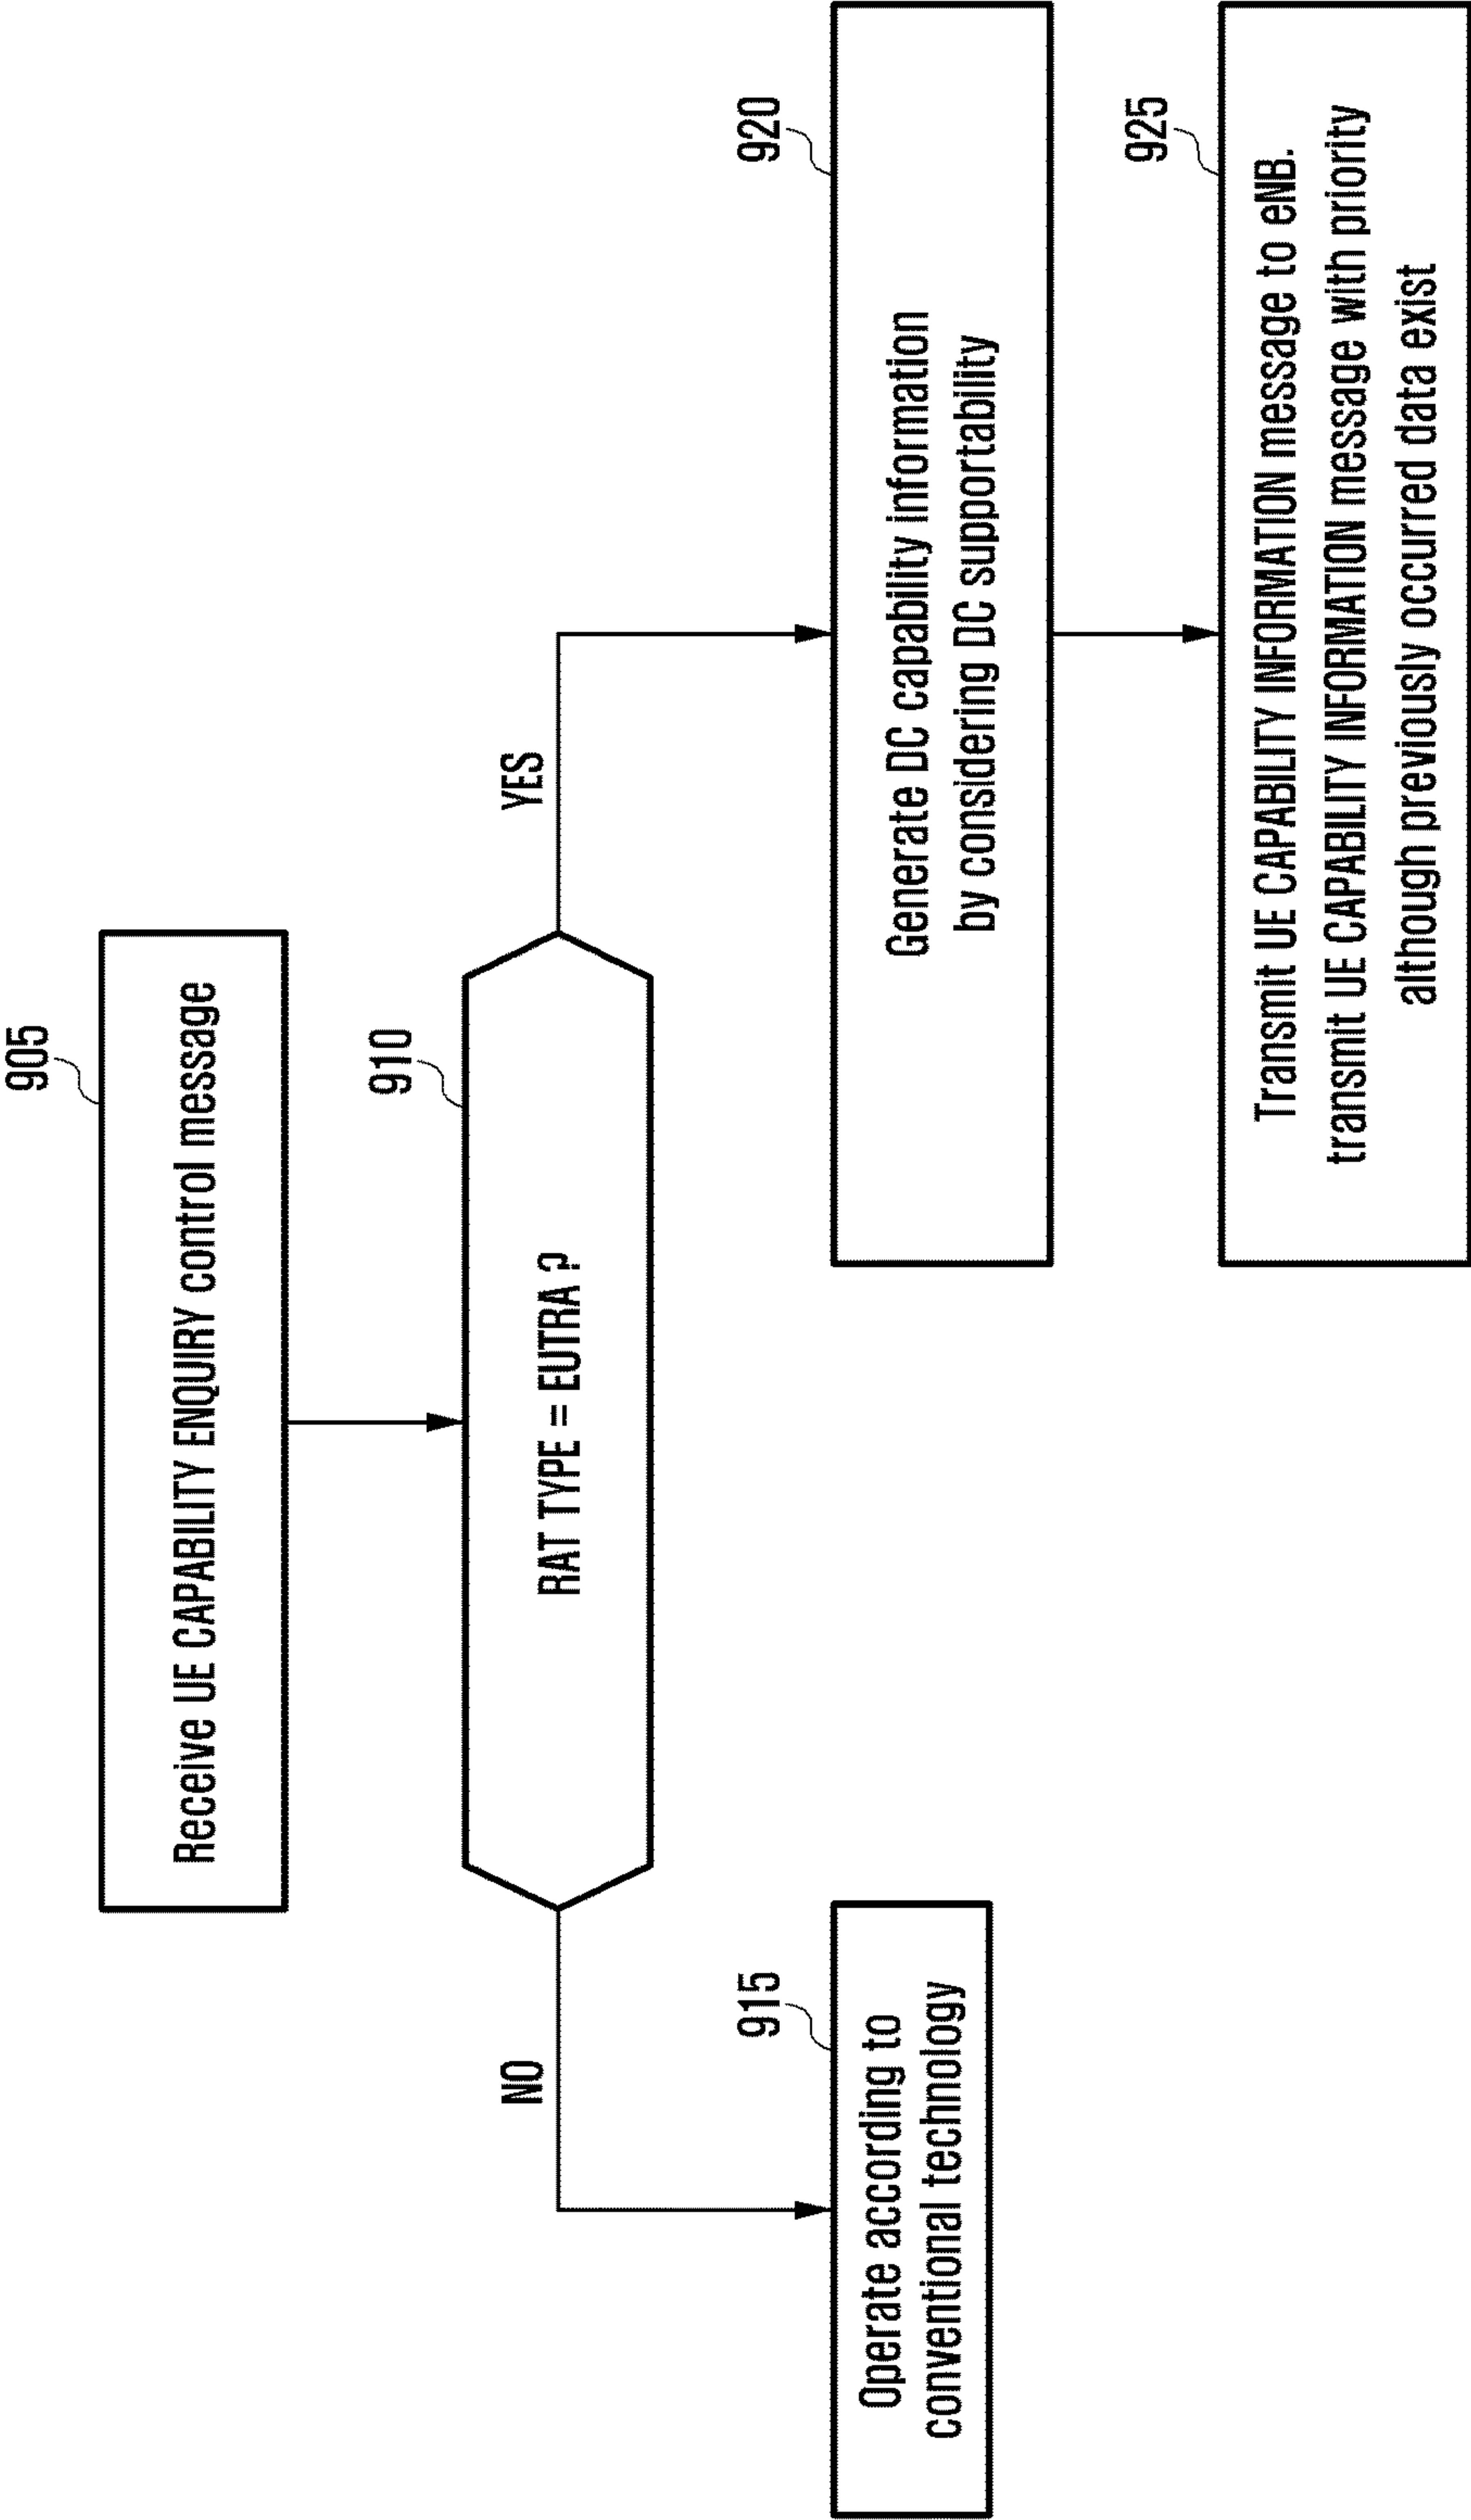 905
Receive UE CAPABILITY ENQUIRY control message
910
RAT TYPE = EUTRA ?
NO
YES
915
Operate according to
conventional technology
920
Generate DC capability information
by considering DC supportability
925
Transmit UE CAPABILITY INFORMATION message to eNB.
transmit UE CAPABILITY INFORMATION message with priority
although previously occurred data exist